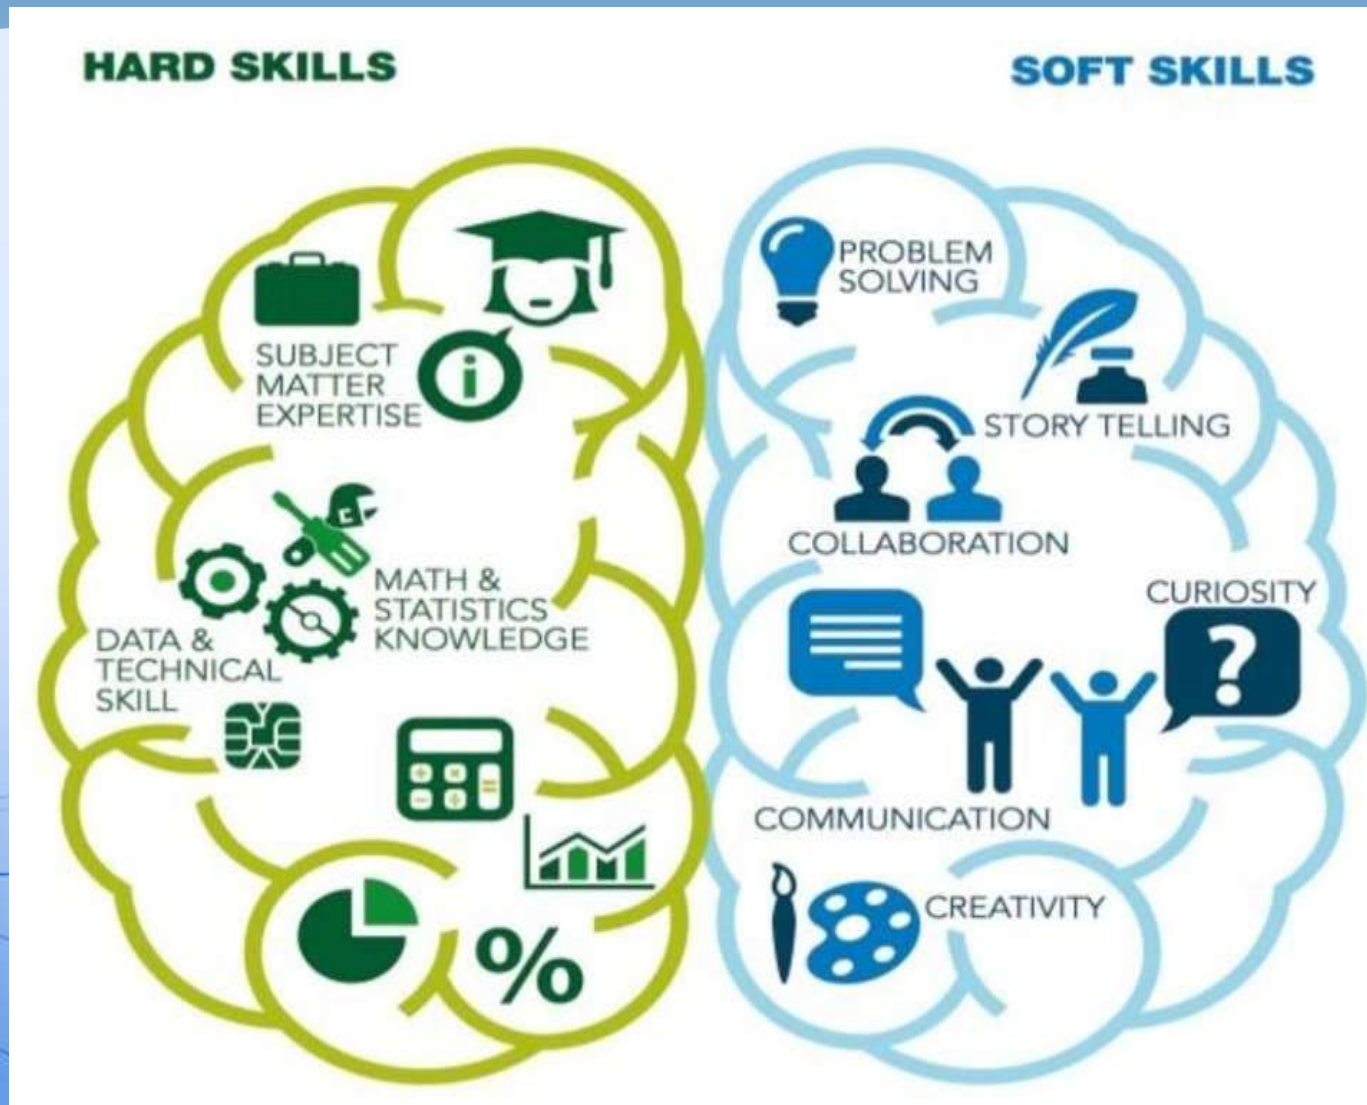 HARD SKILLS
SUBJECT
MATTER
EXPERTISE
i
MATH &
STATISTICS
KNOWLEDGE
DATA &
TECHNICAL
SKILL
%
SOFT SKILLS
PROBLEM
SOLVING
STORY TELLING
COLLABORATION
CURIOSITY
?
COMMUNICATION
CREATIVITY